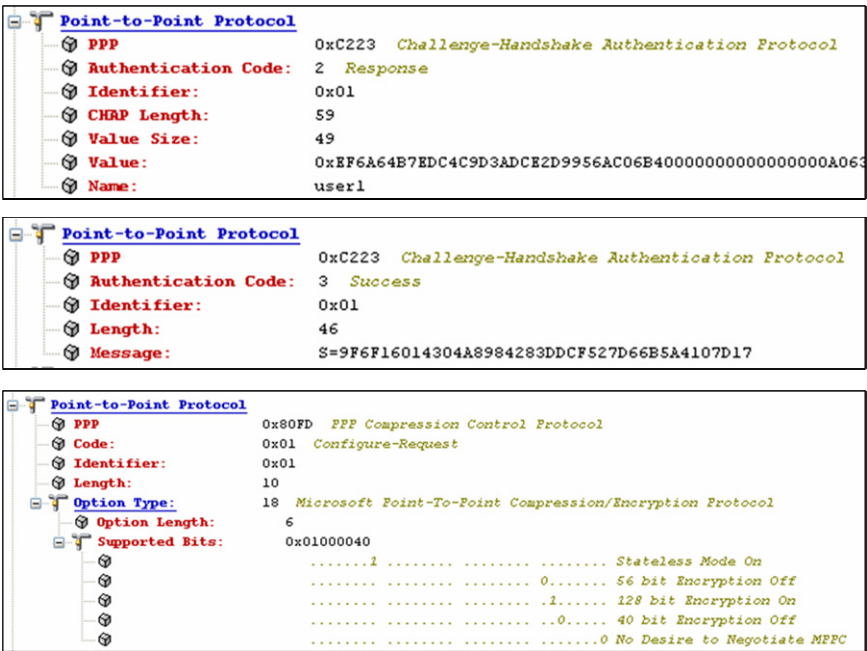 Point-to-Point Protocol
PPP 0xC223 Challenge-Handshake Authentication Protocol
Authentication Code: 2 Response
Identifier: 0x01
CHAP Length: 59
Value Size: 49
Value: 0xEF6A64B7EDC4C9D3ADCE2D9956AC06B40000000000000000A063
Name: user1
Point-to-Point Protocol
PPP 0xC223 Challenge-Handshake Authentication Protocol
Authentication Code: 3 Success
Identifier: 0x01
Length: 46
Message: S=9F6F16014304A8984283DDCF527D66B5A4107D17
Point-to-Point Protocol
PPP 0x80FD PPP Compression Control Protocol
Code: 0x01 Configure-Request
Identifier: 0x01
Length: 10
Option Type: 18 Microsoft Point-To-Point Compression/Encryption Protocol
Option Length: 6
Supported Bits: 0x01000040
.......1 ........ ........ ........ Stateless Mode On
........ ........ ........ 0....... 56 bit Encryption Off
........ ........ ........ .1...... 128 bit Encryption On
........ ........ ........ ..0..... 40 bit Encryption Off
........ ........ ........ .......0 No Desire to Negotiate MPPC